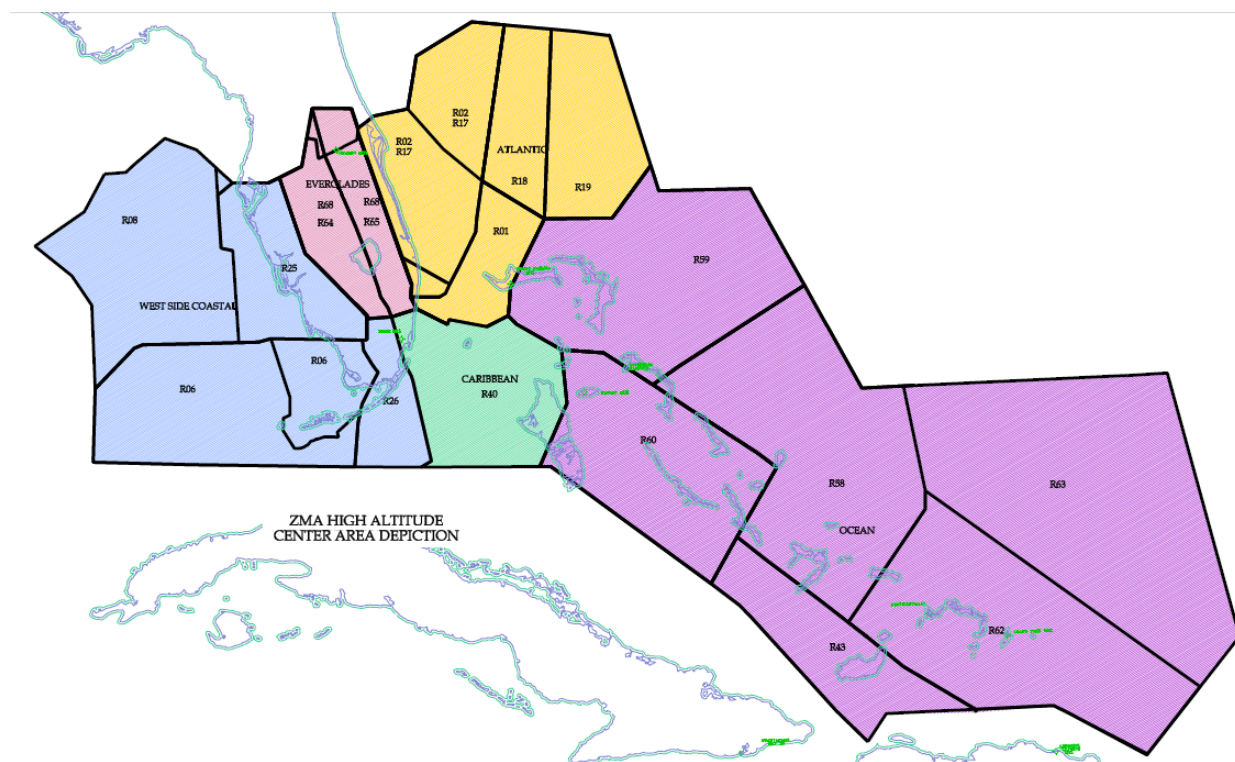 R02
R17
R02
R17
ATLANTIC
R18
R19
EVERGLADES
R68
R64
R68
R65
R08
R01
R59
R25
WEST SIDE COASTAL
R06
R06
R26
CARIBBEAN
R40
R60
R58
R63
OCEAN
ZMA HIGH ALTITUDE
CENTER AREA DEPICTION
R62
R43